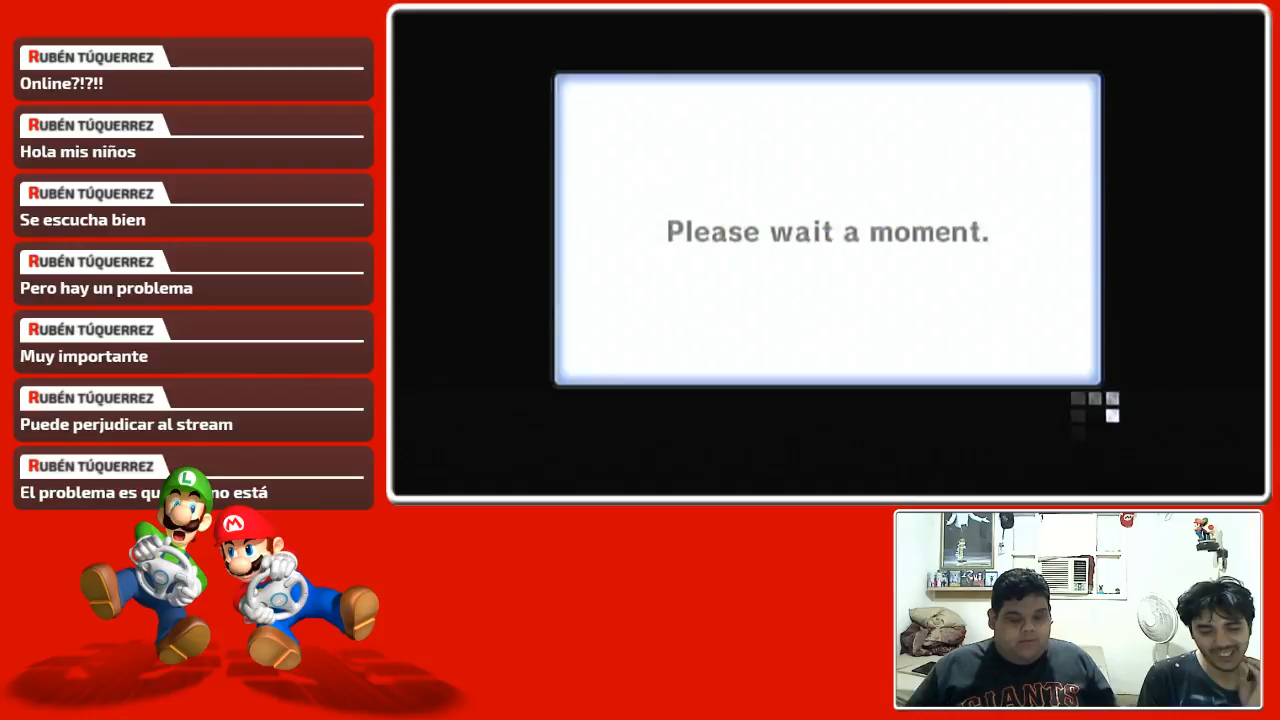 RUBÉN TÚQUERREZ
Online?!?!!
RUBÉN TÚQUERREZ
Hola mis niños
RUBÉN TÚQUERREZ
Se escucha bien
RUBÉN TÚQUERREZ
Pero hay un problema
RUBÉN TÚQUERREZ
Muy importante
RUBÉN TÚQUERREZ
Puede perjudicar al stream
RUBÉN TÚQUERREZ
El problema es no está
Please wait a moment.
L
M
GIANTS